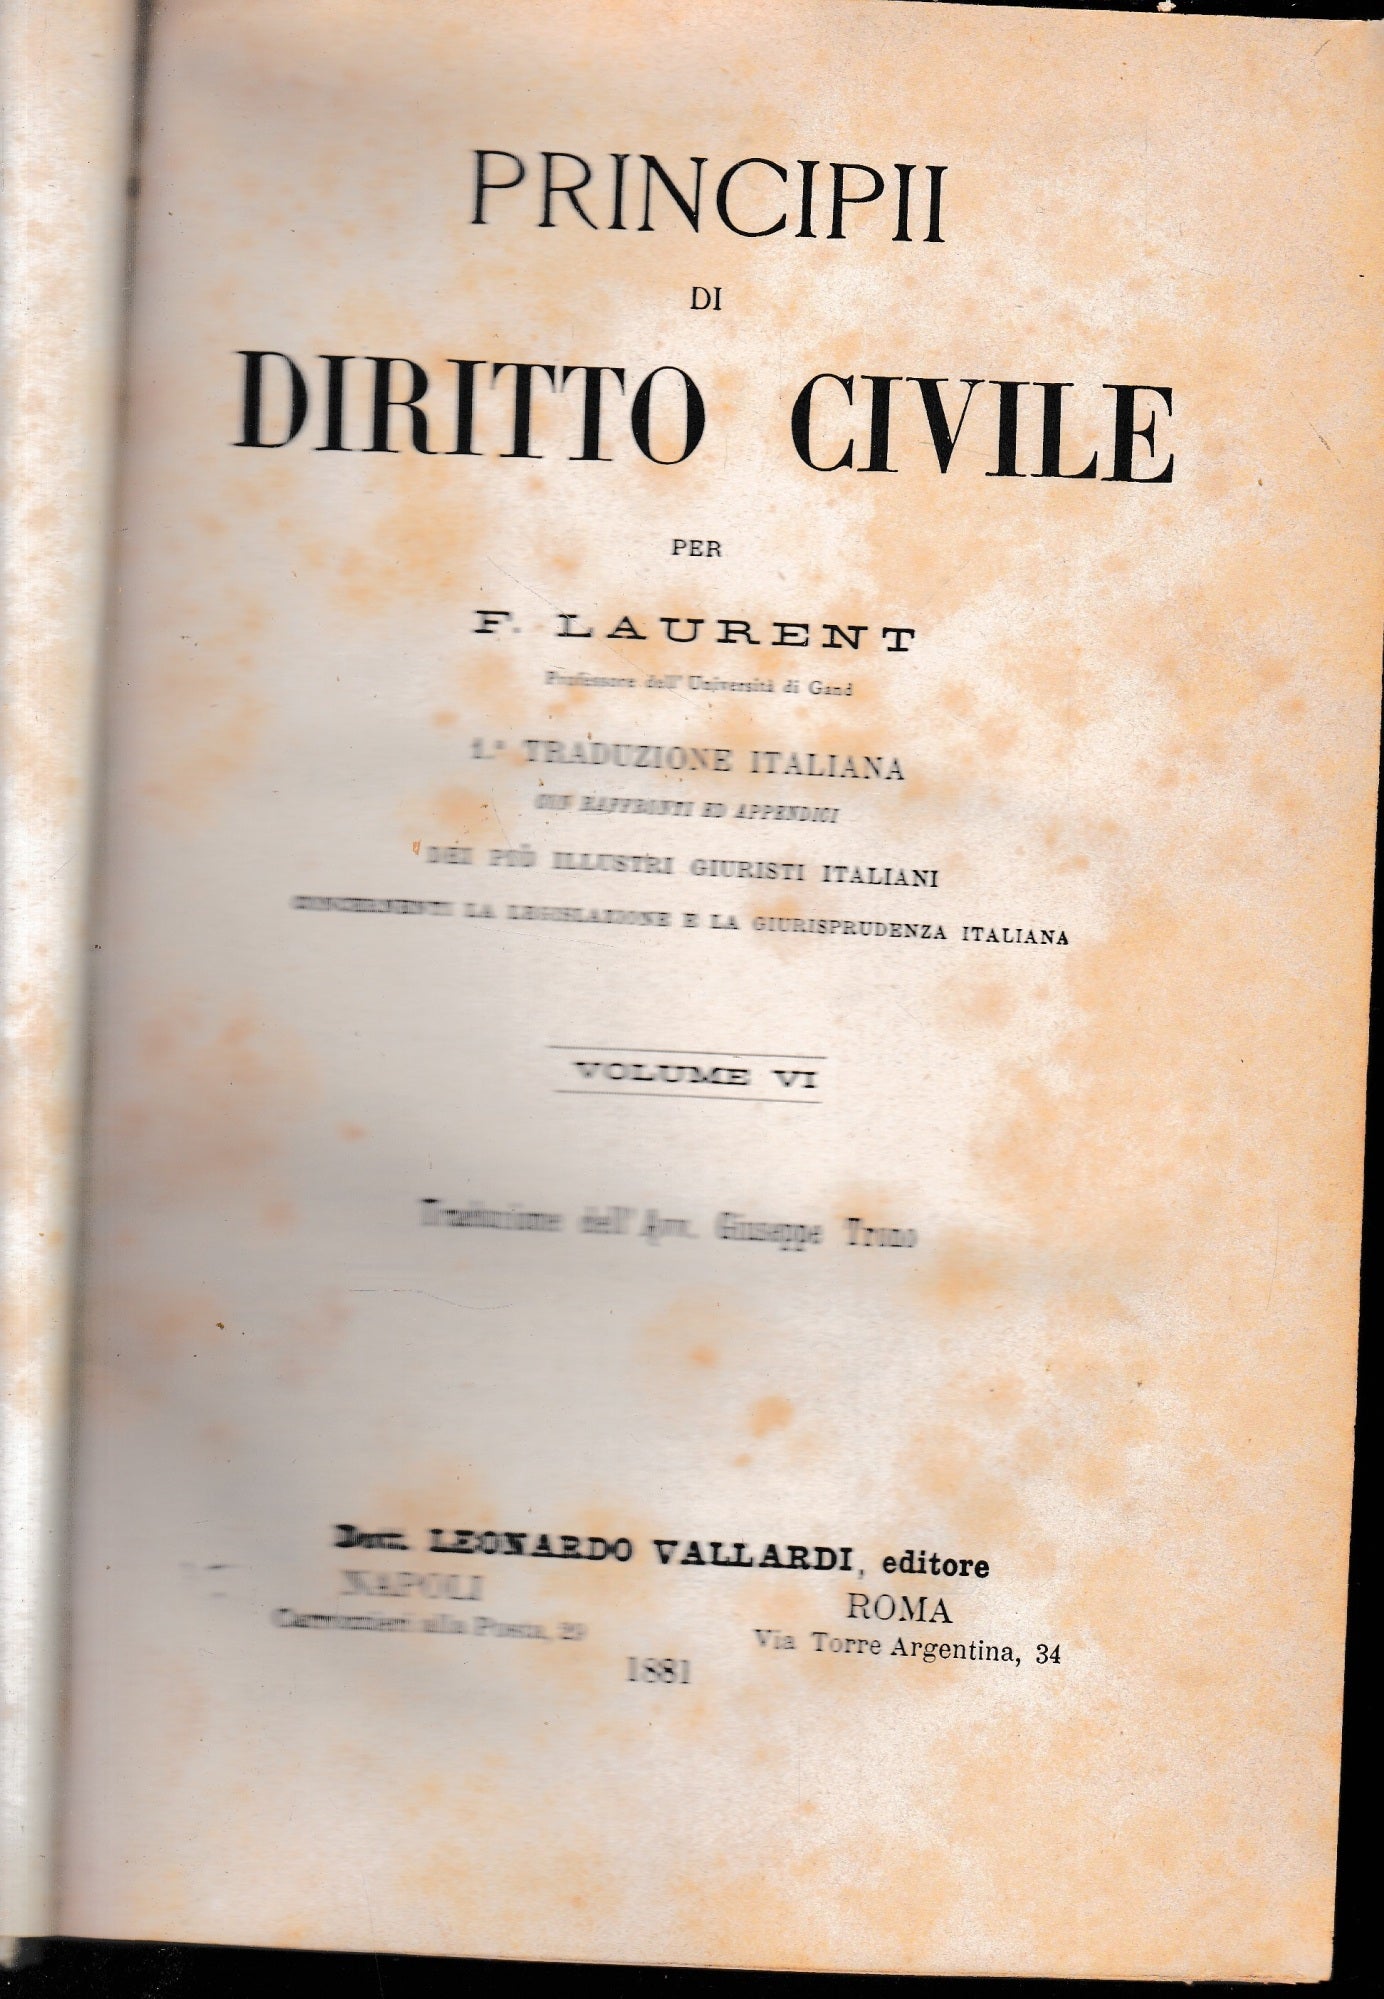 PRINCIPII
DI
DIRITTO CIVILE
PER
F. LAURENT
Professore dell' Università di Gand
1.ª TRADUZIONE ITALIANA
CON RAFFRONTI ED APPENDICI
DEI PIÙ ILLUSTRI GIURISTI ITALIANI
CONCERNENTI LA LEGISLAZIONE E LA GIURISPRUDENZA ITALIANA
VOLUME VI
Traduzione dell' Avv. Giuseppe Trono
DOTT. LEONARDO VALLARDI, editore
NAPOLI ROMA
alla Posta, Via Torre Argentina, 34
1881